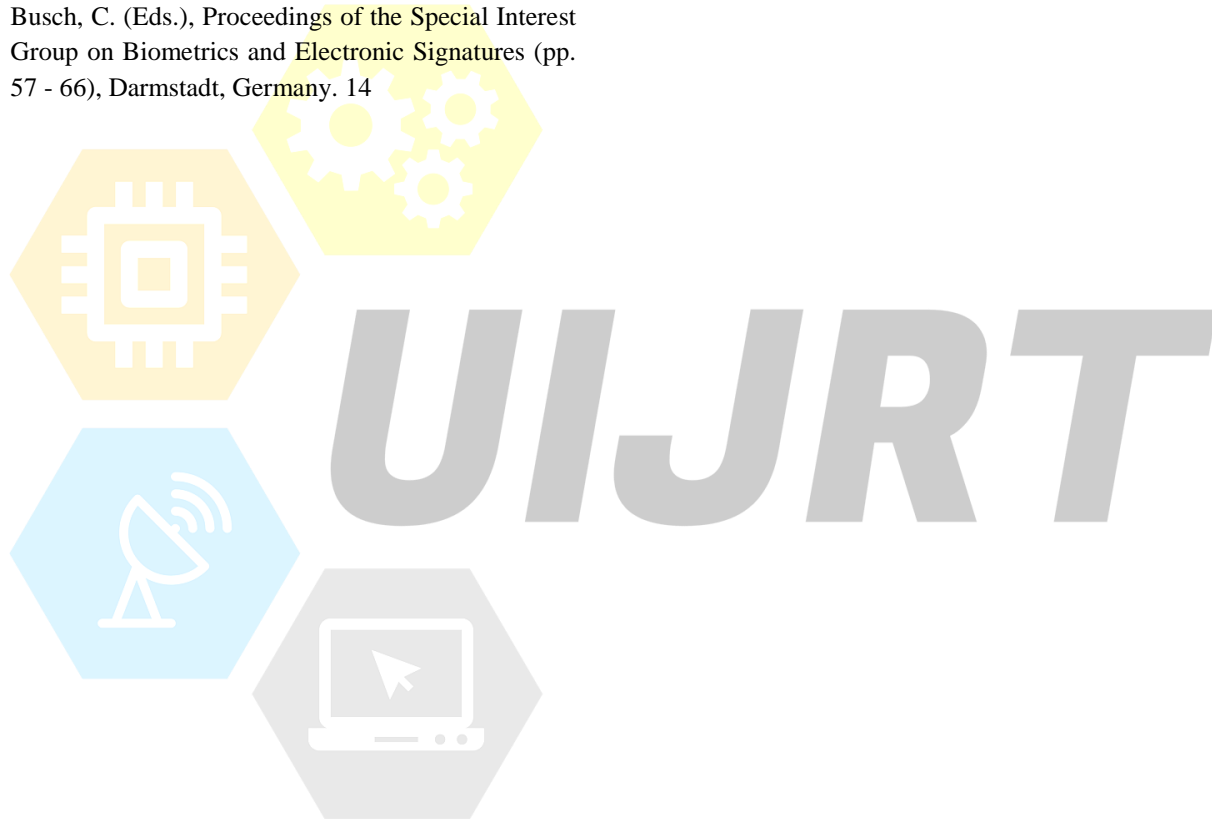 Busch, C. (Eds.), Proceedings of the Special Interest
Group on Biometrics and Electronic Signatures (pp.
57 - 66), Darmstadt, Germany. 14
UIJRT